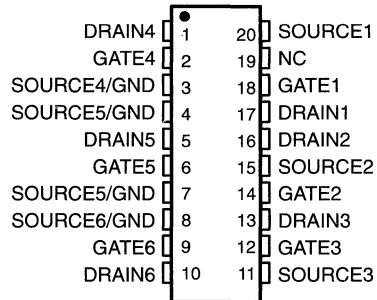 DRAIN4 1 20 SOURCE1
GATE4 2 19 NC
SOURCE4/GND 3 18 GATE1
SOURCE5/GND 4 17 DRAIN1
DRAIN5 5 16 DRAIN2
GATE5 6 15 SOURCE2
SOURCE5/GND 7 14 GATE2
SOURCE6/GND 8 13 DRAIN3
GATE6 9 12 GATE3
DRAIN6 10 11 SOURCE3